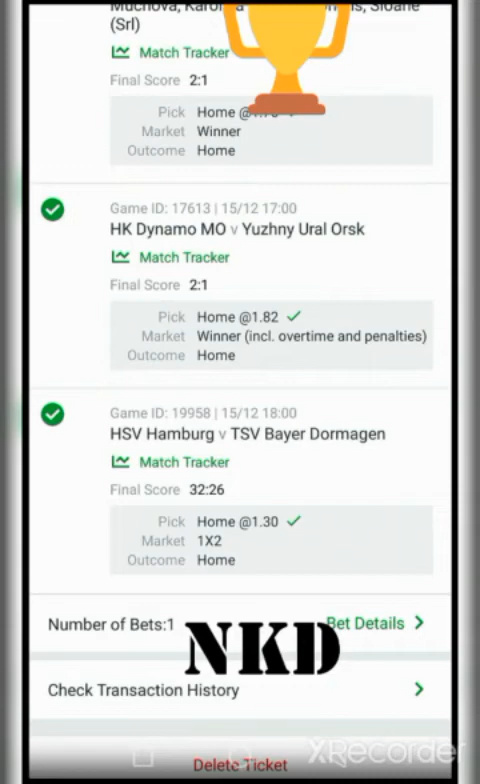 Muchova, Karol
(Srl)
Match Tracker
Final Score 2:1
Pick Home
Market Winner
Outcome Home
Game ID: 17613 | 15/12 17:00
HK Dynamo MO v Yuzhny Ural Orsk
Match Tracker
Final Score 2:1
Pick Home @1.82
Market Winner (incl. overtime and penalties)
Outcome Home
Game ID: 19958 | 15/12 18:00
HSV Hamburg v TSV Bayer Dormagen
Match Tracker
Final Score 32:26
Pick Home @1.30
Market 1X2
Outcome Home
Number of Bets:1 Bet Details
NKD
Check Transaction History
Delete Ticket
XRecorder